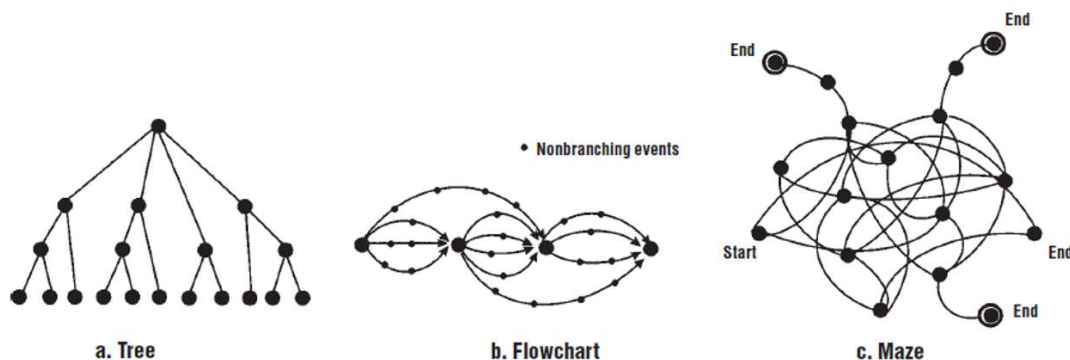 End
End
Nonbranching events
Start
End
End
a. Tree
b. Flowchart
c. Maze